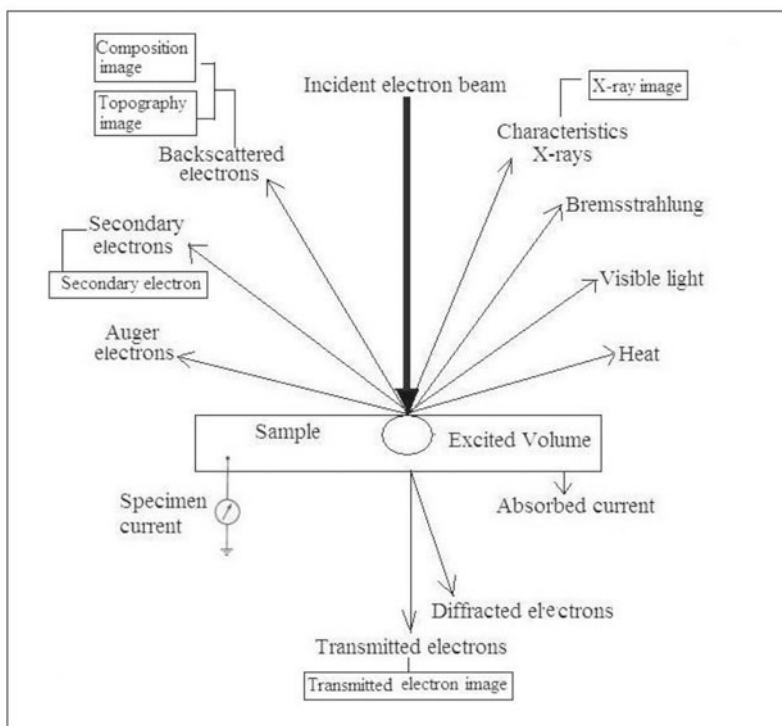 Composition
image
Topography
image
Backscattered
electrons
Incident electron beam
X-ray image
Characteristics
X-rays
Secondary
electrons
Secondary electron
Bremsstrahlung
Visible light
Auger
electrons
Heat
Sample
Excited Volume
Specimen
current
Absorbed current
Diffracted electrons
Transmitted electrons
Transmitted electron image